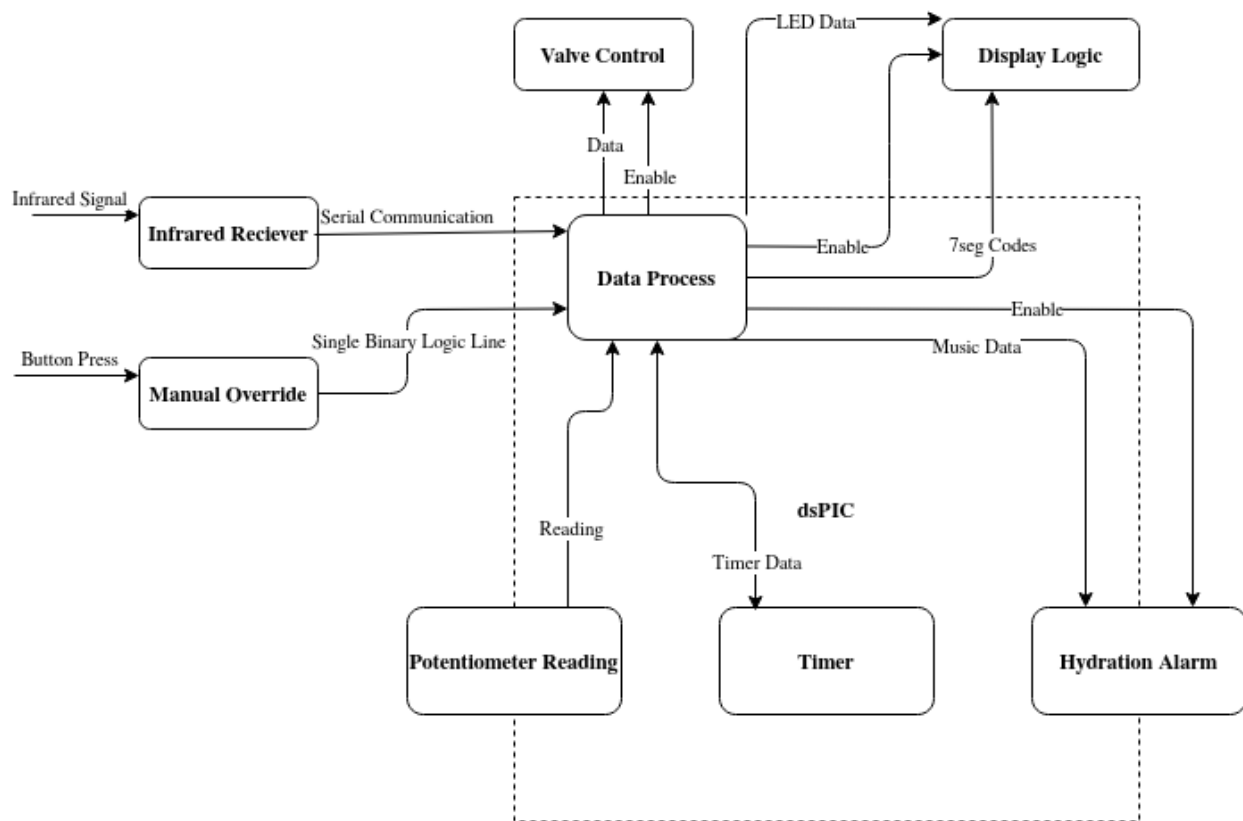 LED Data
Valve Control
Display Logic
Data
Enable
Infrared Signal
Serial Communication
Infrared Reciever
Enable
7seg Codes
Data Process
Enable
Single Binary Logic Line
Music Data
Button Press
Manual Override
dsPIC
Reading
Timer Data
Potentiometer Reading
Timer
Hydration Alarm